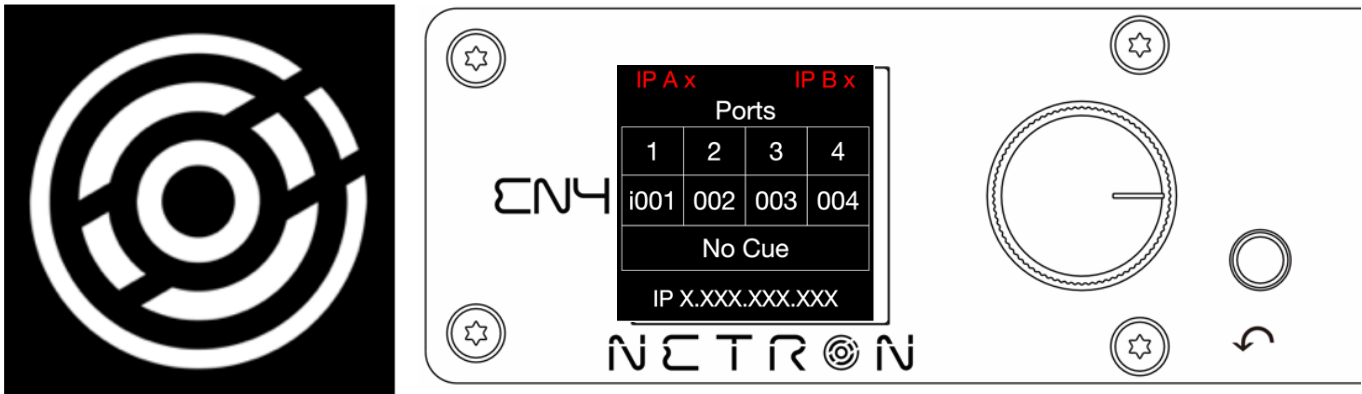 IP A x IP B x
Ports
1 2 3 4
i001 002 003 004
No Cue
IP X.XXX.XXX.XXX
EN4
NETRON